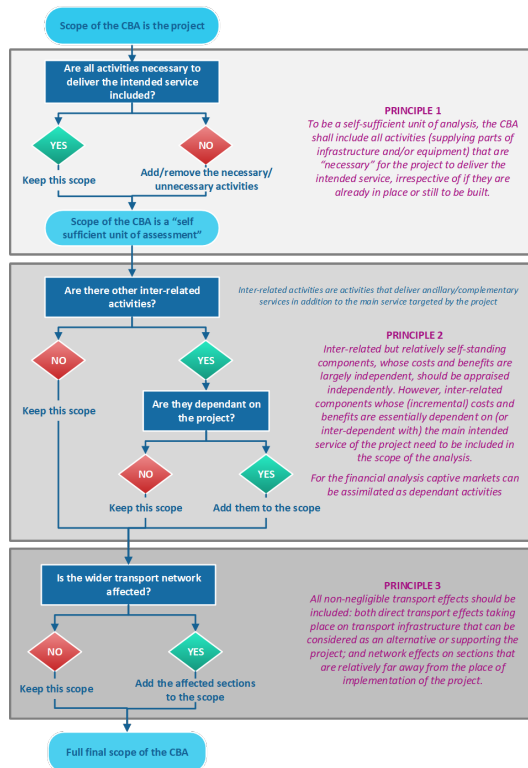 Scope of the CBA is the project
Are all activities necessary to
deliver the intended service
included?
YES
NO
Keep this scope
Add/remove the necessary/
unnecessary activities
Scope of the CBA is a “self
sufficient unit of assessment”
PRINCIPLE 1
To be a self-sufficient unit of analysis, the CBA
shall include all activities (supplying parts of
infrastructure and/or equipment) that are
“necessary” for the project to deliver the
intended service, irrespective of if they are
already in place or still to be built.
Are there other inter-related
activities?
Inter-related activities are activities that deliver ancillary/complementary
services in addition to the main service targeted by the project
NO
YES
Keep this scope
Are they dependant on
the project?
NO
YES
Keep this scope
Add them to the scope
PRINCIPLE 2
Inter-related but relatively self-standing
components, whose costs and benefits are
largely independent, should be appraised
independently. However, inter-related
components whose (incremental) costs and
benefits are essentially dependent on (or
inter-dependent with) the main intended
service of the project need to be included in
the scope of the analysis.
For the financial analysis captive markets can
be assimilated as dependant activities
Is the wider transport network
affected?
NO
YES
Keep this scope
Add the affected sections
to the scope
PRINCIPLE 3
All non-negligible transport effects should be
included: both direct transport effects taking
place on transport infrastructure that can be
considered as an alternative or supporting the
project; and network effects on sections that
are relatively far away from the place of
implementation of the project.
Full final scope of the CBA